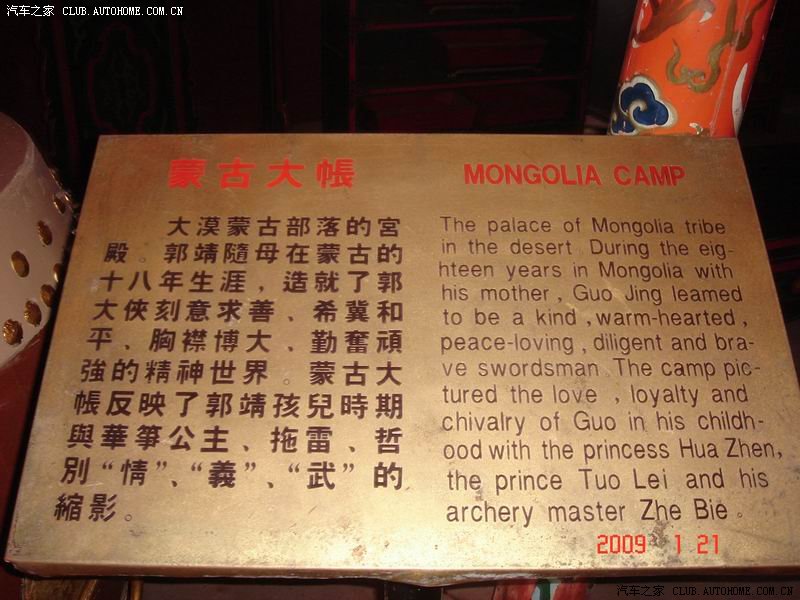 汽车之家 CLUB.AUTOHOME.COM.CN
蒙古大帳
大漠蒙古部落的宮
殿。郭靖隨母在蒙古的
十八年生涯，造就了郭
大俠刻意求善、希冀和
平、胸襟博大、勤奮頑
強的精神世界。蒙古大
帳反映了郭靖孩兒時期
與華箏公主、拖雷、哲
別“情”、“義”、“武”的
縮影。
MONGOLIA CAMP
The palace of Mongolia tribe
in the desert During the eig-
hteen years in Mongolia with
his mother, Guo Jing learned
to be a kind ,warm-hearted,
peace-loving, diligent and bra-
ve swordsman.The camp pic-
tured the love , loyalty and
chivalry of Guo in his childh-
ood with the princess Hua Zhen,
the prince Tuo Lei and his
archery master Zhe Bie。
2009 1 21
汽车之家 CLUB.AUTOHOME.COM.CN